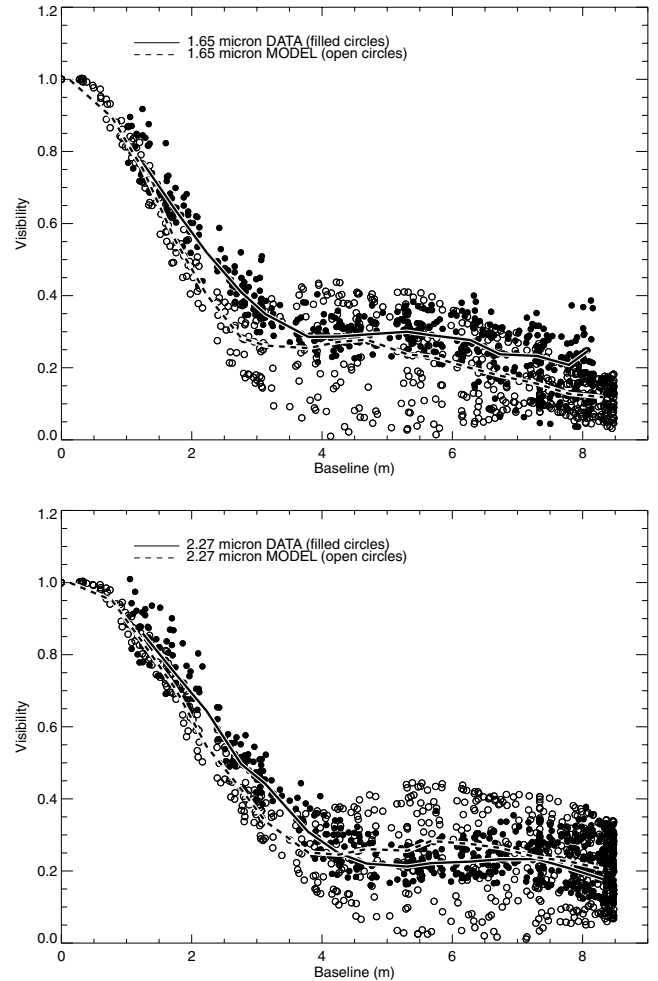 1.2
1.65 micron DATA (filled circles)
1.65 micron MODEL (open circles)
1.0
0.8
0.6
0.4
0.2
0.0
Visibility
0 2 4 6 8
Baseline (m)
1.2
2.27 micron DATA (filled circles)
2.27 micron MODEL (open circles)
1.0
0.8
0.6
0.4
0.2
0.0
Visibility
0 2 4 6 8
Baseline (m)